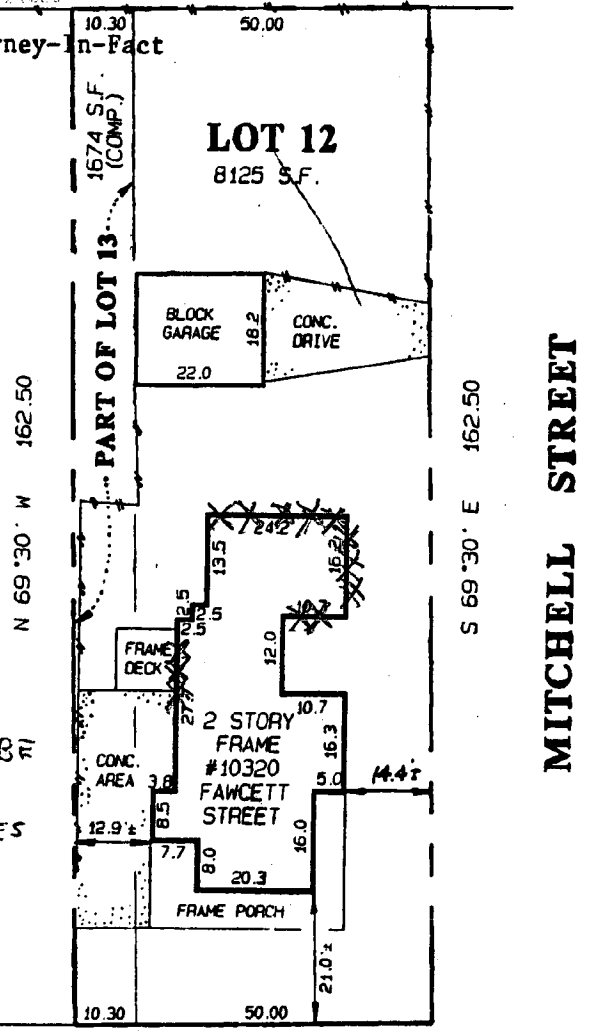 10.30
50.00
ney-In-Fact
1674 S.F.
(COMP.)
LOT 12
8125 S.F.
PART OF LOT 13
BLOCK
GARAGE
18.2
22.0
CONC.
DRIVE
N 69°30' W 162.50
S 69°30' E 162.50
MITCHELL STREET
24.2
13.5
16.2
10.7
2.5
2.5
2.5
FRAME
DECK
12.0
10.7
2 STORY
FRAME
#10320
FAWCETT
STREET
16.3
CONC.
AREA
3.8
5.0
14.4'±
8.5
12.9'±
7.7
8.0
16.0
20.3
FRAME PORCH
21.0'±
10.30
50.00